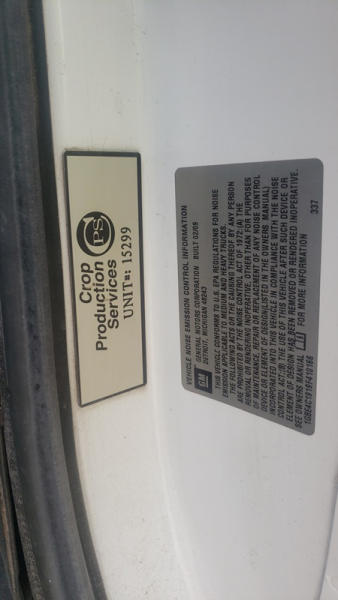 CPS
Crop
Production
Services
UNIT#: 15299
GM
VEHICLE NOISE EMISSION CONTROL INFORMATION
GENERAL MOTORS CORPORATION BUILT 02/09
DETROIT, MICHIGAN 48243
THIS VEHICLE CONFORMS TO U.S. EPA REGULATIONS FOR NOISE
EMISSION APPLICABLE TO MEDIUM AND HEAVY TRUCKS.
THE FOLLOWING ACTS OR THE CAUSING THEREOF BY ANY PERSON
ARE PROHIBITED BY THE NOISE CONTROL ACT OF 1972: (A) THE
REMOVAL OR RENDERING INOPERATIVE, OTHER THAN FOR PURPOSES
OF MAINTENANCE, REPAIR, OR REPLACEMENT, OF ANY NOISE CONTROL
DEVICE OR ELEMENT OF DESIGN(LISTED IN THE OWNERS MANUAL)
INCORPORATED INTO THIS VEHICLE IN COMPLIANCE WITH THE NOISE
CONTROL ACT;(B) THE USE OF THIS VEHICLE AFTER SUCH DEVICE OR
ELEMENT OF DESIGN HAS BEEN REMOVED OR RENDERED INOPERATIVE.
SEE OWNERS MANUAL FOR MORE INFORMATION
337